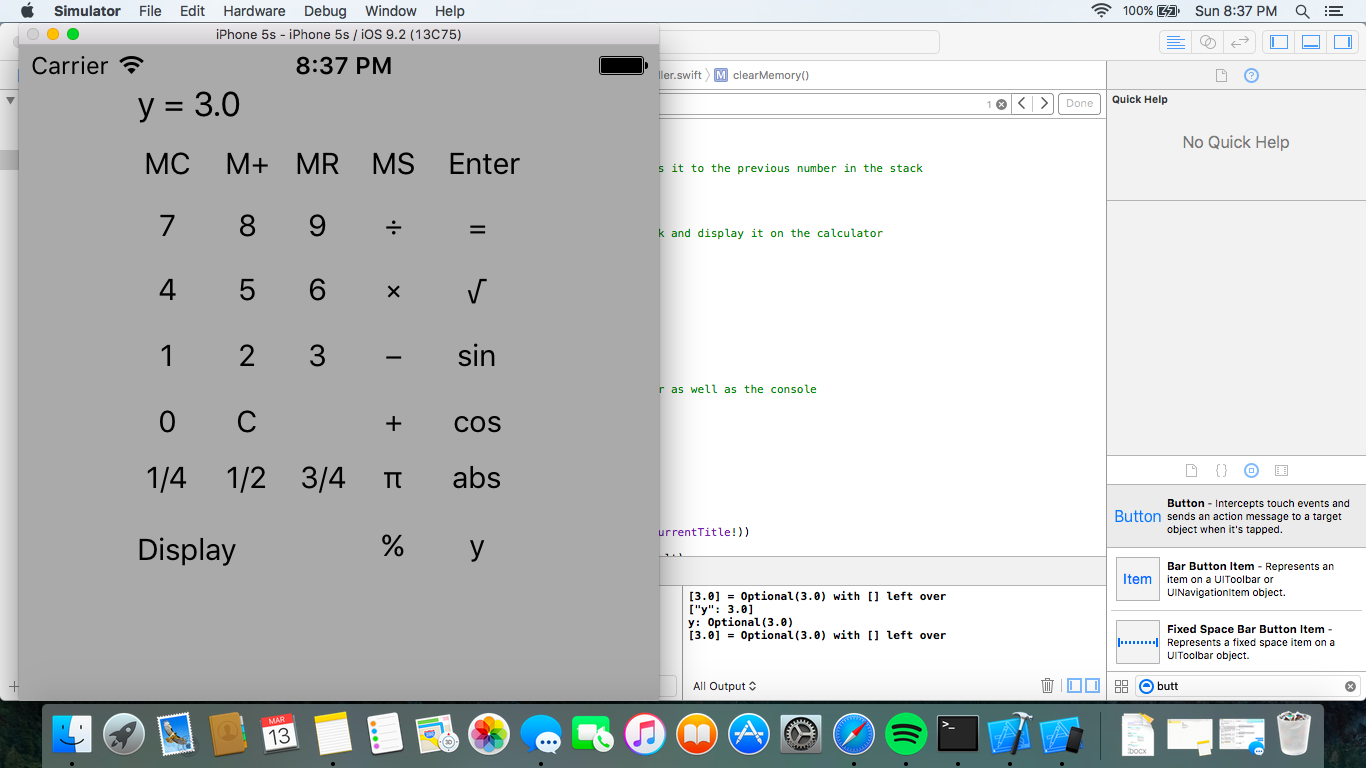 Simulator File Edit Hardware Debug Window Help 100% Sun 8:37 PM
iPhone 5s - iPhone 5s / iOS 9.2 (13C75)
Carrier 8:37 PM
y = 3.0
MC M+ MR MS Enter
7 8 9 ÷ =
4 5 6 × √
1 2 3 − sin
0 C + cos
1/4 1/2 3/4 π abs
Display % y
ller.swift M clearMemory()
1 Done
s it to the previous number in the stack
k and display it on the calculator
r as well as the console
urrentTitle!))
[3.0] = Optional(3.0) with [] left over
["y": 3.0]
y: Optional(3.0)
[3.0] = Optional(3.0) with [] left over
All Output
Quick Help
No Quick Help
{}
Button
Button - Intercepts touch events and
sends an action message to a target
object when it's tapped.
Item
Bar Button Item - Represents an
item on a UIToolbar or
UINavigationItem object.
Fixed Space Bar Button Item -
Represents a fixed space item on a
UIToolbar object.
butt
MAR
13
3D
.docx